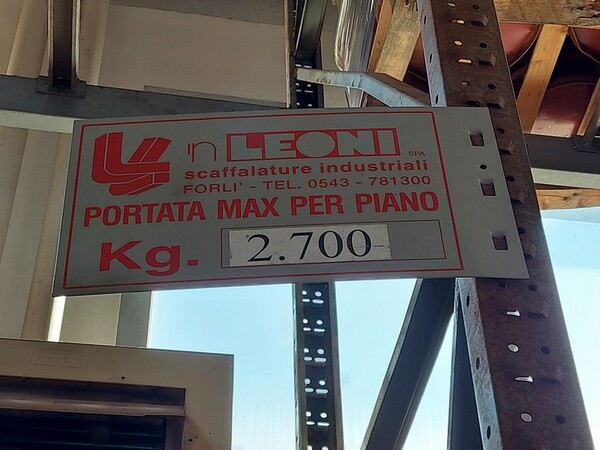 LEONI SPA
scaffalature industriali
FORLI' - TEL. 0543 - 781300
PORTATA MAX PER PIANO
Kg. 2.700